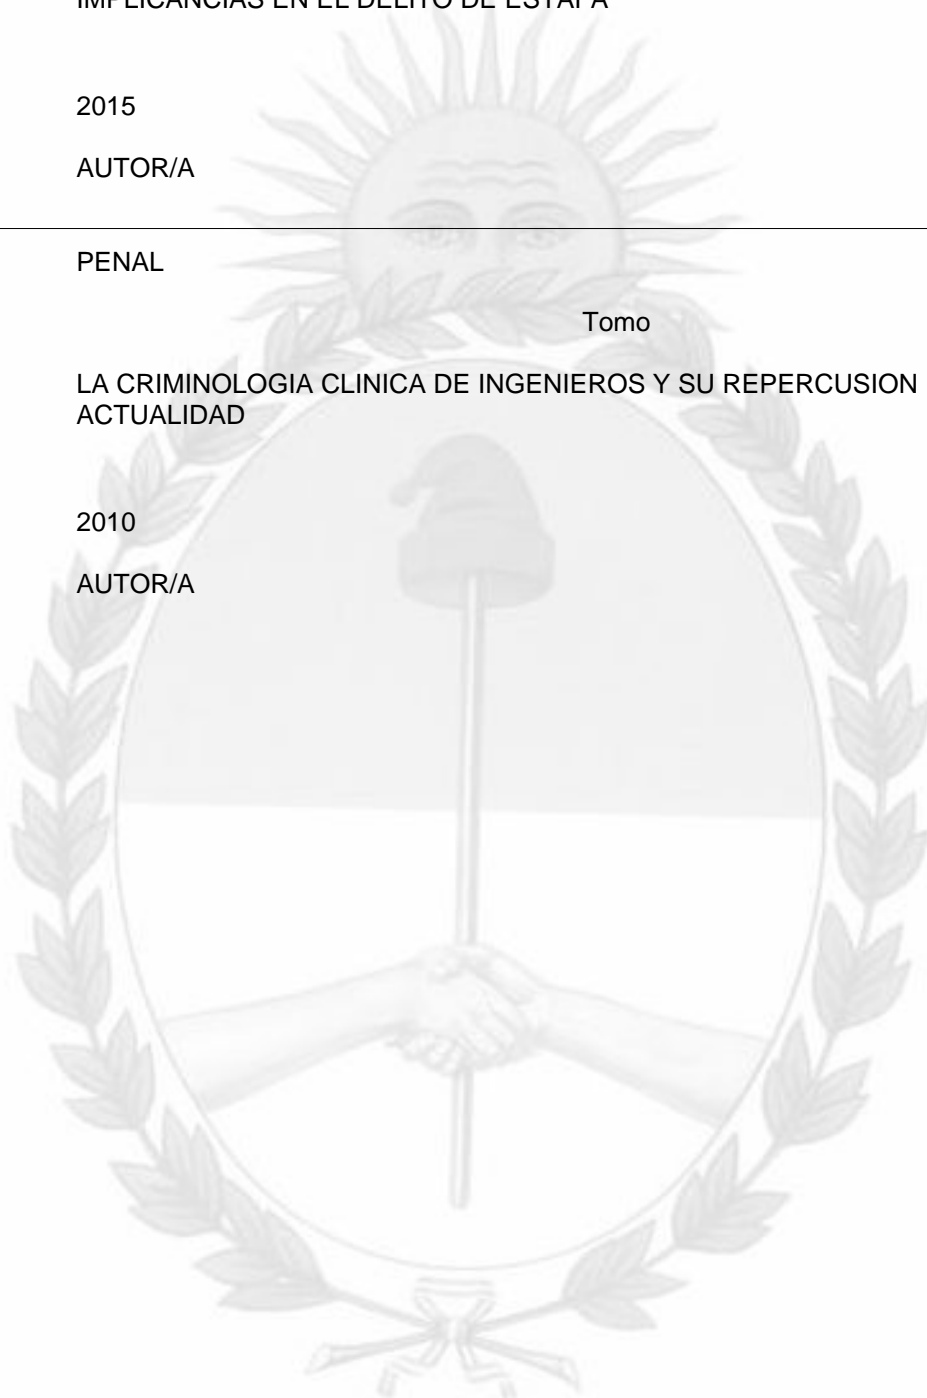 IMPLICANCIAS EN EL DELITO DE ESTAFA
2015
AUTOR/A
PENAL
Tomo
LA CRIMINOLOGIA CLINICA DE INGENIEROS Y SU REPERCUSION
ACTUALIDAD
2010
AUTOR/A